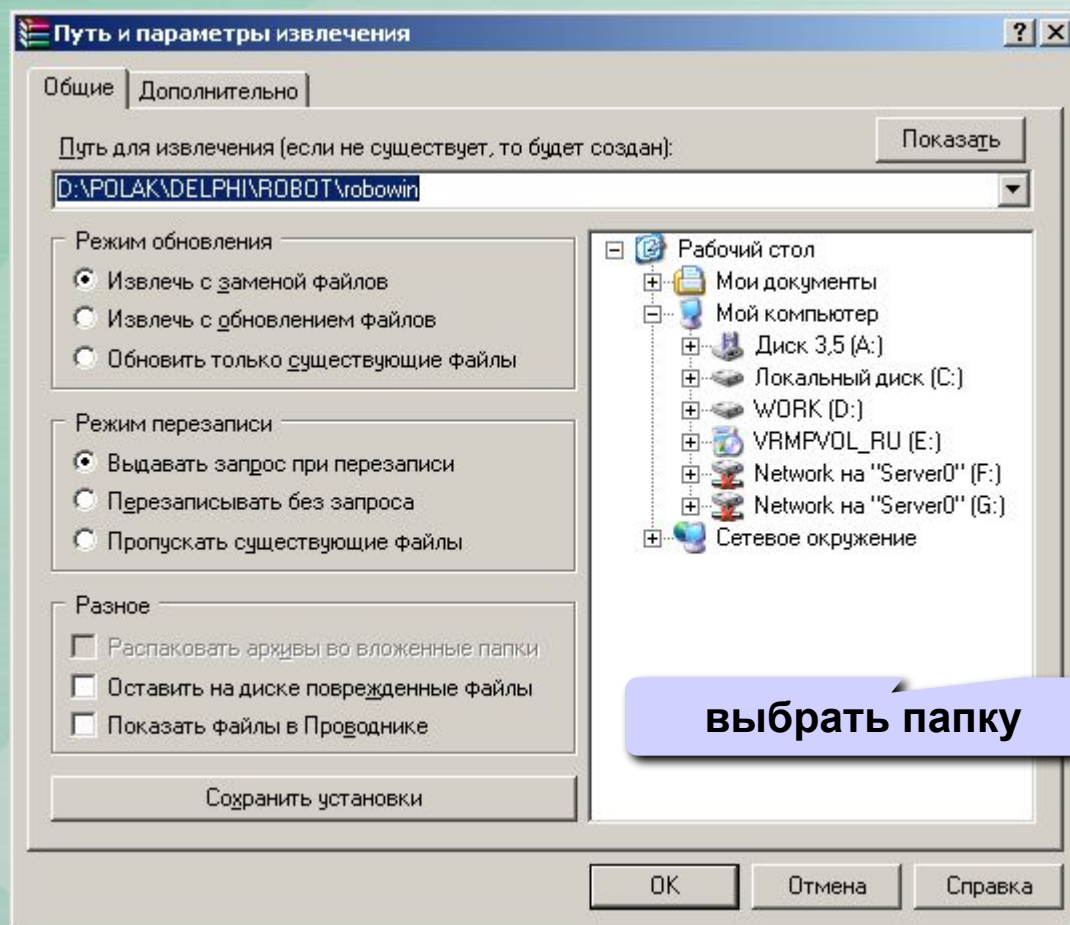 Путь и параметры извлечения
Общие
Дополнительно
Путь для извлечения (если не существует, то будет создан):
Показать
D:\POLAK\DELPHI\ROBOT\robowin
Режим обновления
Извлечь с заменой файлов
Извлечь с обновлением файлов
Обновить только существующие файлы
Режим перезаписи
Выдавать запрос при перезаписи
Перезаписывать без запроса
Пропускать существующие файлы
Разное
Распаковать архивы во вложенные папки
Оставить на диске поврежденные файлы
Показать файлы в Проводнике
Сохранить установки
Рабочий стол
Мои документы
Мой компьютер
Диск 3,5 (A:)
Локальный диск (C:)
WORK (D:)
VRMPVOL_RU (E:)
Network на "Server0" (F:)
Network на "Server0" (G:)
Сетевое окружение
выбрать папку
OK
Отмена
Справка